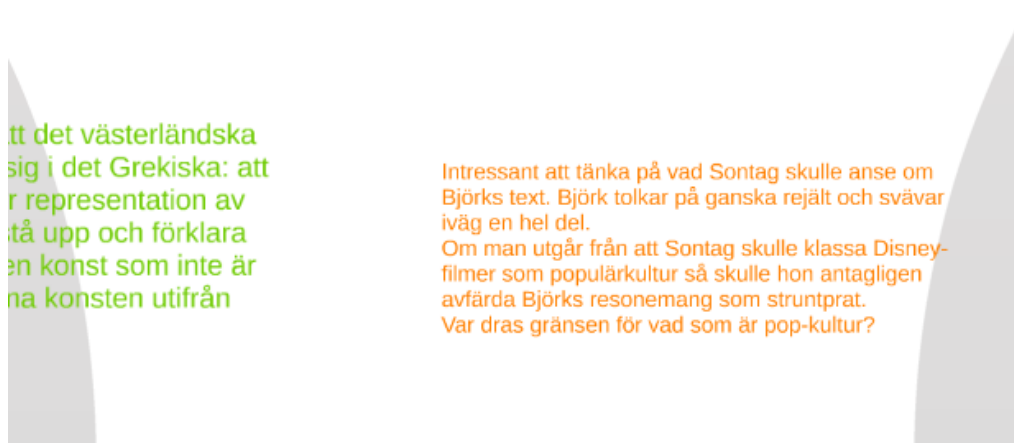 att det västerländska
sig i det Grekiska: att
r representation av
stå upp och förklara
en konst som inte är
na konsten utifrån
Intressant att tänka på vad Sontag skulle anse om
Björks text. Björk tolkar på ganska rejält och svävar
iväg en hel del.
Om man utgår från att Sontag skulle klassa Disney-
filmer som populärkultur så skulle hon antagligen
avfärda Björks resonemang som struntprat.
Var dras gränsen för vad som är pop-kultur?